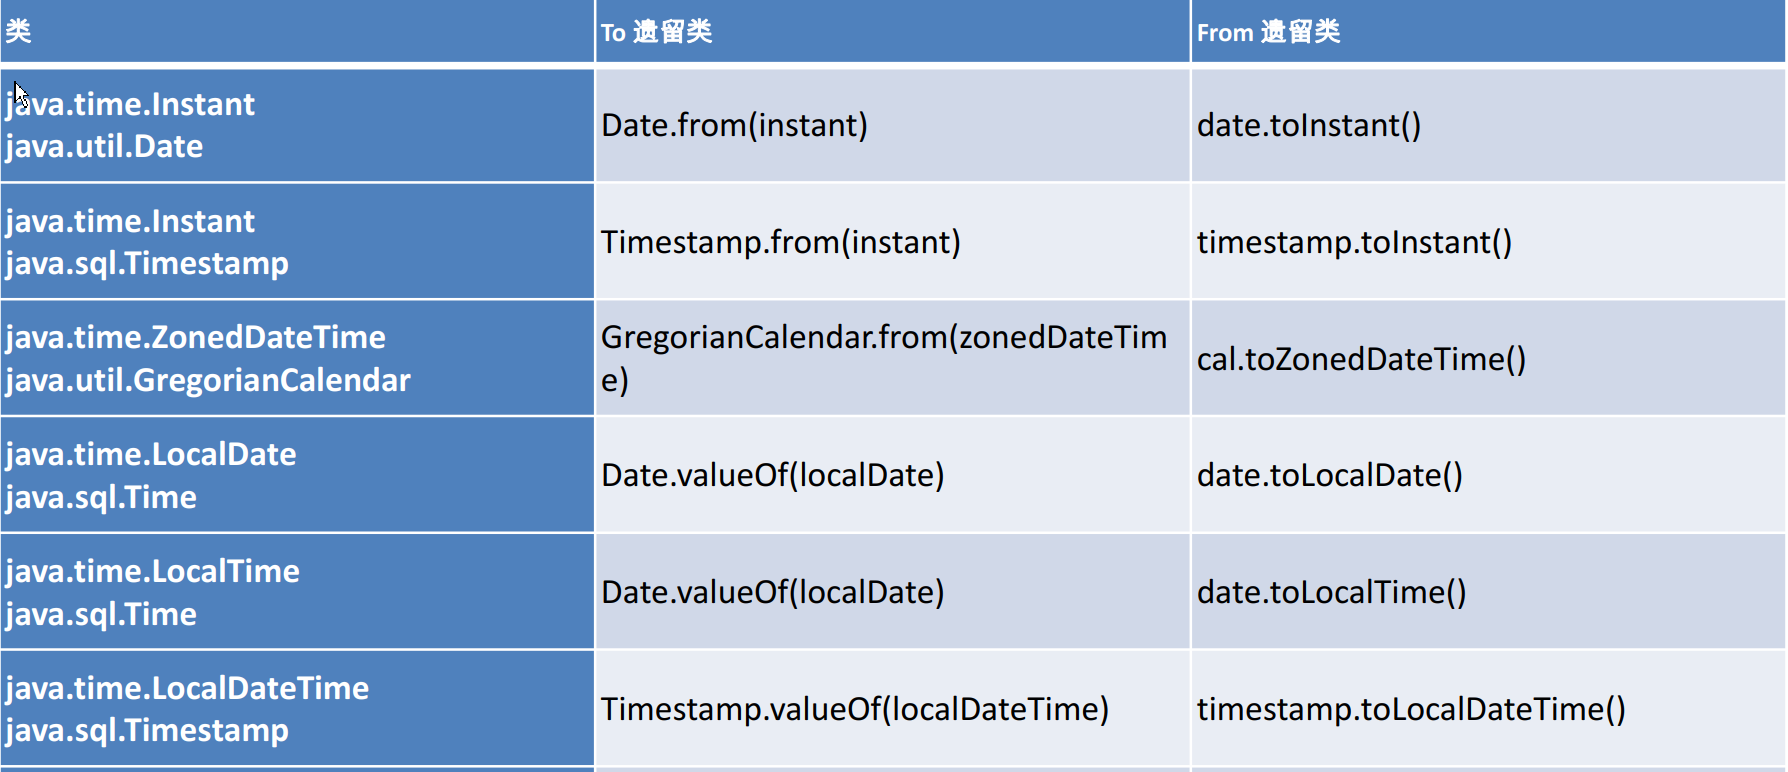 类
To 遗留类
From 遗留类
java.time.Instant
java.util.Date
Date.from(instant)
date.toInstant()
java.time.Instant
java.sql.Timestamp
Timestamp.from(instant)
timestamp.toInstant()
java.time.ZonedDateTime
java.util.GregorianCalendar
GregorianCalendar.from(zonedDateTim
e)
cal.toZonedDateTime()
java.time.LocalDate
java.sql.Time
Date.valueOf(localDate)
date.toLocalDate()
java.time.LocalTime
java.sql.Time
Date.valueOf(localDate)
date.toLocalTime()
java.time.LocalDateTime
java.sql.Timestamp
Timestamp.valueOf(localDateTime)
timestamp.toLocalDateTime()